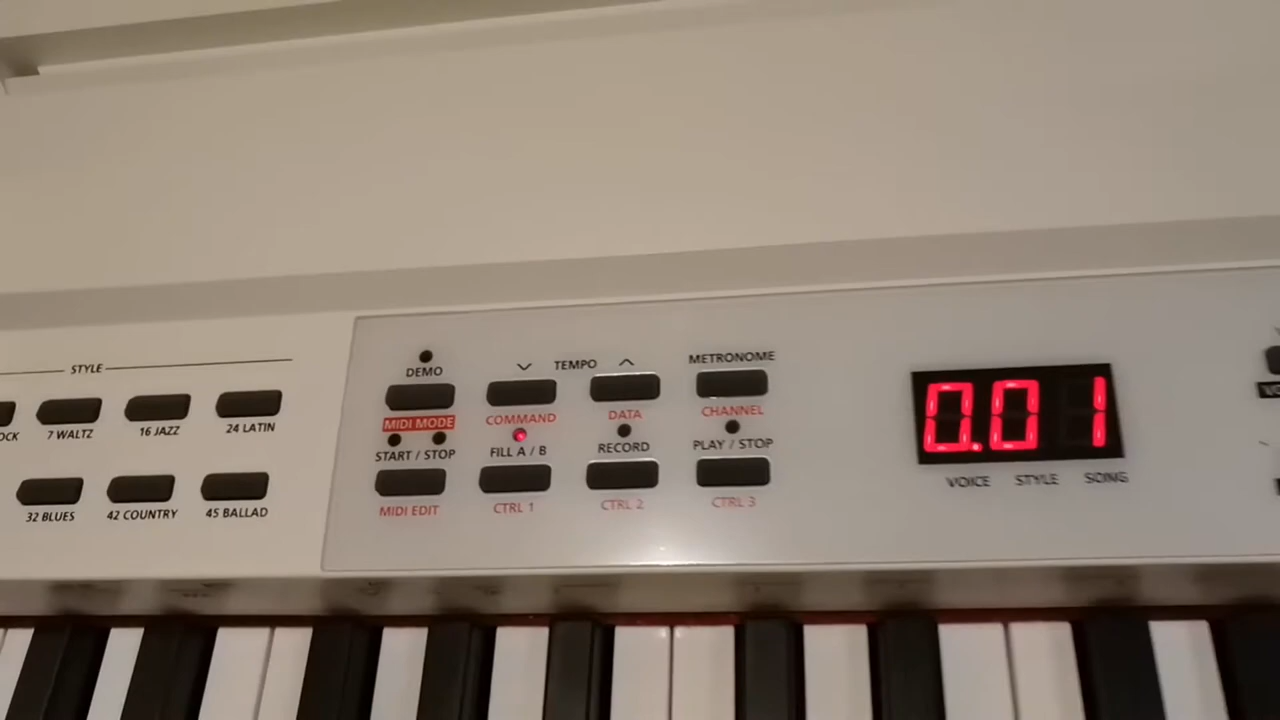 STYLE
7 WALTZ 16 JAZZ 24 LATIN
32 BLUES 42 COUNTRY 45 BALLAD
DEMO TEMPO METRONOME
MIDI MODE COMMAND DATA CHANNEL
START / STOP FILL A / B RECORD PLAY / STOP
MIDI EDIT CTRL 1 CTRL 2 CTRL 3
0.01
VOICE STYLE SONG